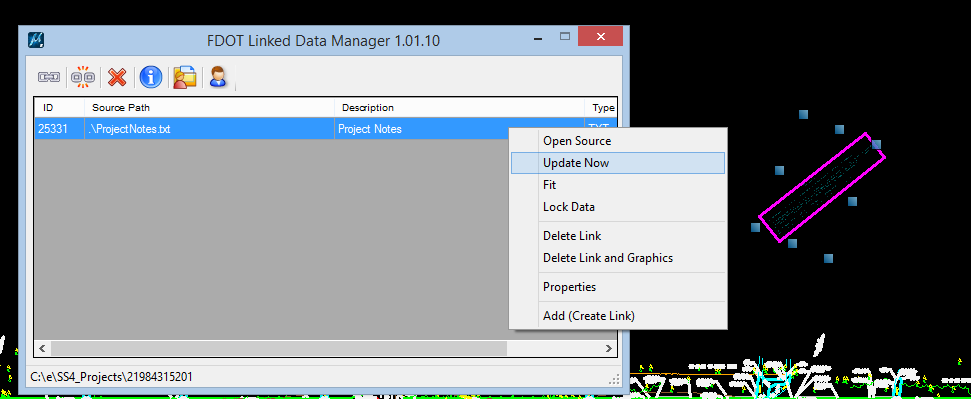 FDOT Linked Data Manager 1.01.10
ID Source Path Description Type
25331 .\ProjectNotes.txt Project Notes TXT
Open Source
Update Now
Fit
Lock Data
Delete Link
Delete Link and Graphics
Properties
Add (Create Link)
C:\e\SS4_Projects\21984315201